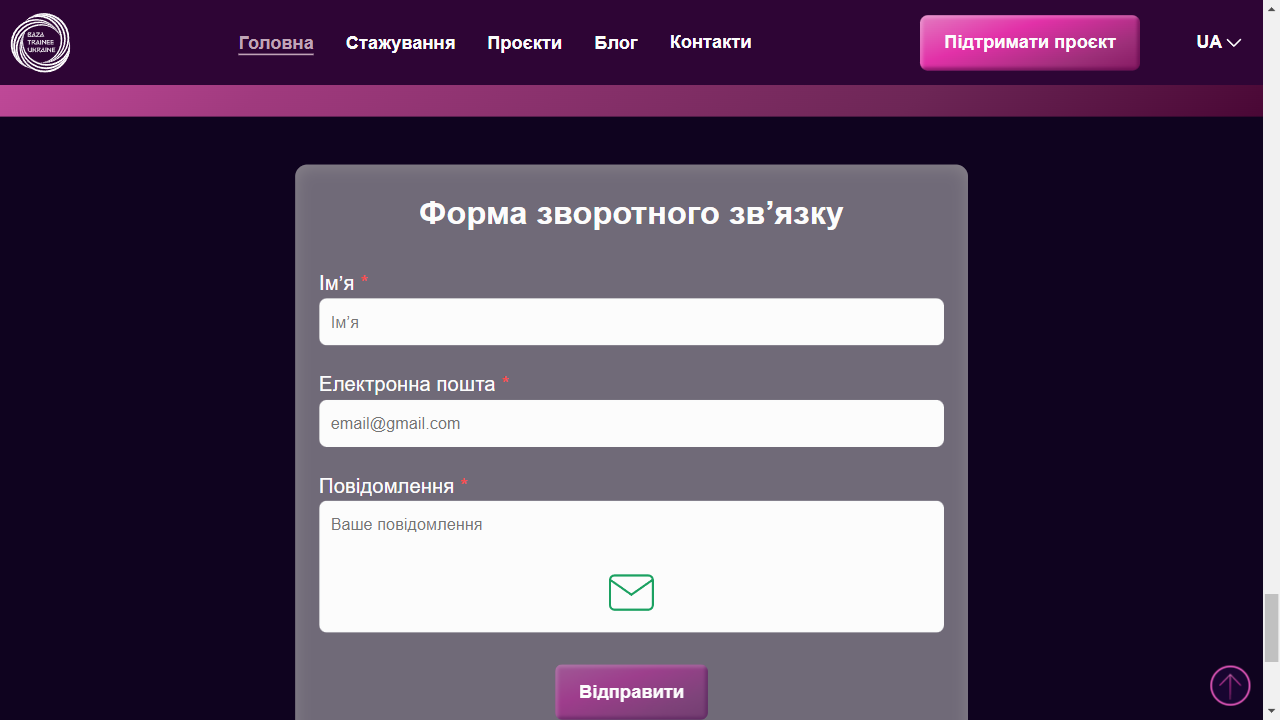 BAZA
TRAINEE
UKRAINE
Головна
Стажування
Проєкти
Блог
Контакти
Підтримати проєкт
UA
Форма зворотного зв’язку
Ім’я *
Ім’я
Електронна пошта *
email@gmail.com
Повідомлення *
Ваше повідомлення
Відправити